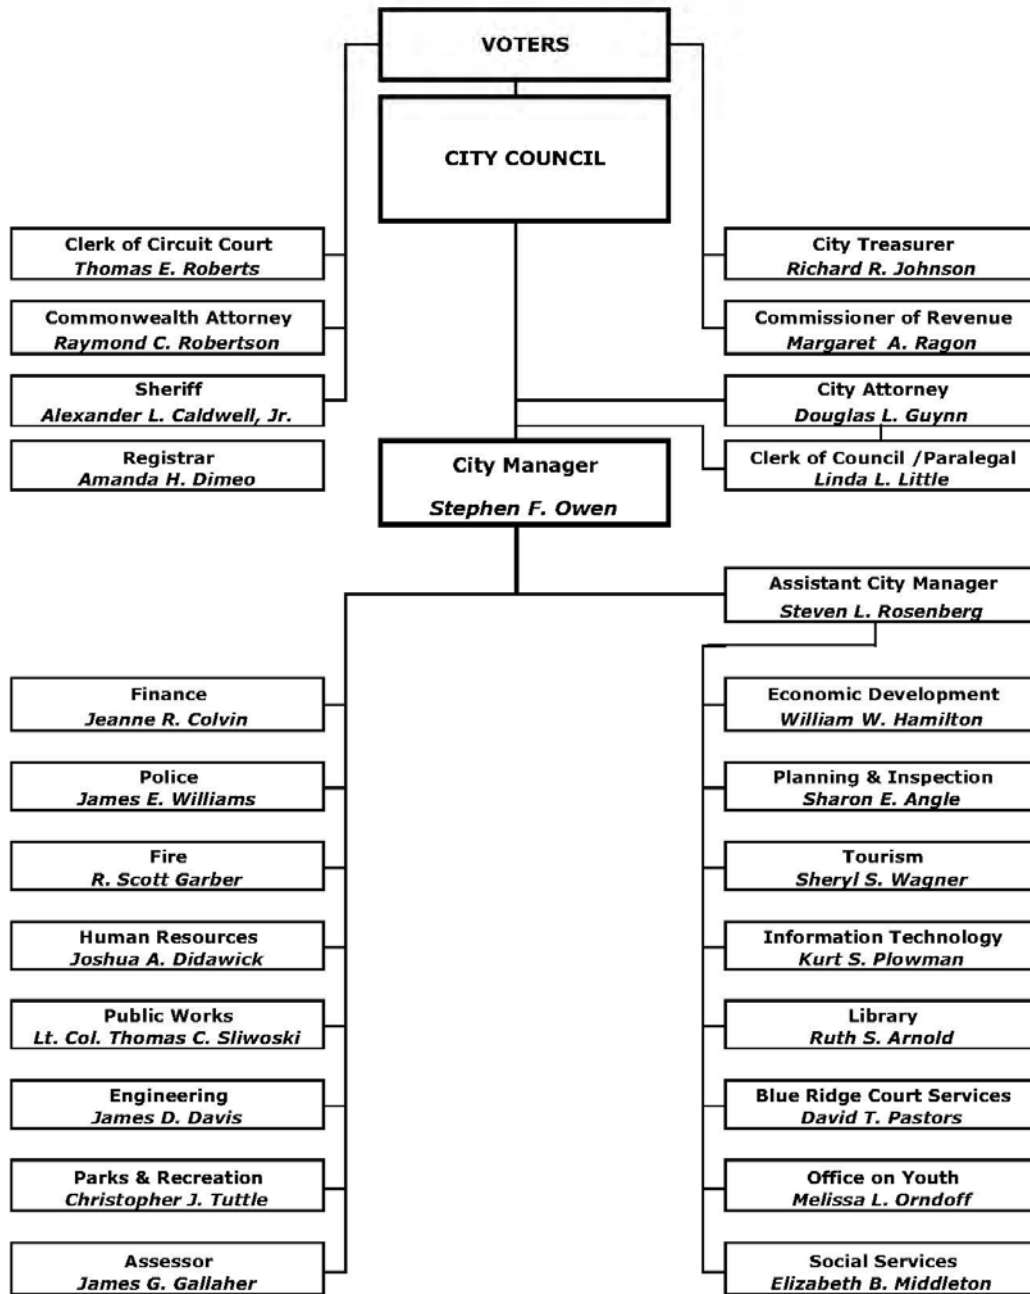 VOTERS
CITY COUNCIL
Clerk of Circuit Court
Thomas E. Roberts
City Treasurer
Richard R. Johnson
Commonwealth Attorney
Raymond C. Robertson
Commissioner of Revenue
Margaret A. Ragon
Sheriff
Alexander L. Caldwell, Jr.
City Attorney
Douglas L. Guynn
Registrar
Amanda H. Dimeo
City Manager
Stephen F. Owen
Clerk of Council /Paralegal
Linda L. Little
Assistant City Manager
Steven L. Rosenberg
Finance
Jeanne R. Colvin
Economic Development
William W. Hamilton
Police
James E. Williams
Planning & Inspection
Sharon E. Angle
Fire
R. Scott Garber
Tourism
Sheryl S. Wagner
Human Resources
Joshua A. Didawick
Information Technology
Kurt S. Plowman
Public Works
Lt. Col. Thomas C. Sliwoski
Library
Ruth S. Arnold
Engineering
James D. Davis
Blue Ridge Court Services
David T. Pastors
Parks & Recreation
Christopher J. Tuttle
Office on Youth
Melissa L. Orndoff
Assessor
James G. Gallaher
Social Services
Elizabeth B. Middleton